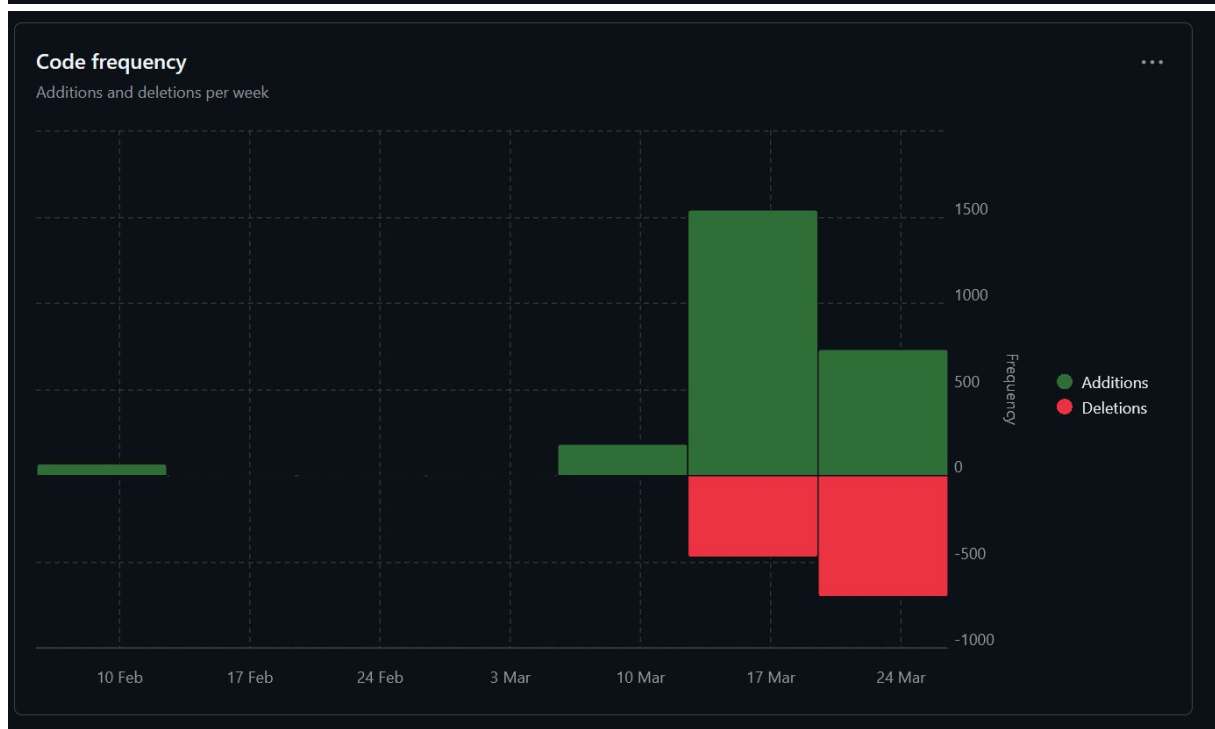 Code frequency
...
Additions and deletions per week
1500
1000
500
0
-500
-1000
Frequency
Additions
Deletions
10 Feb
17 Feb
24 Feb
3 Mar
10 Mar
17 Mar
24 Mar